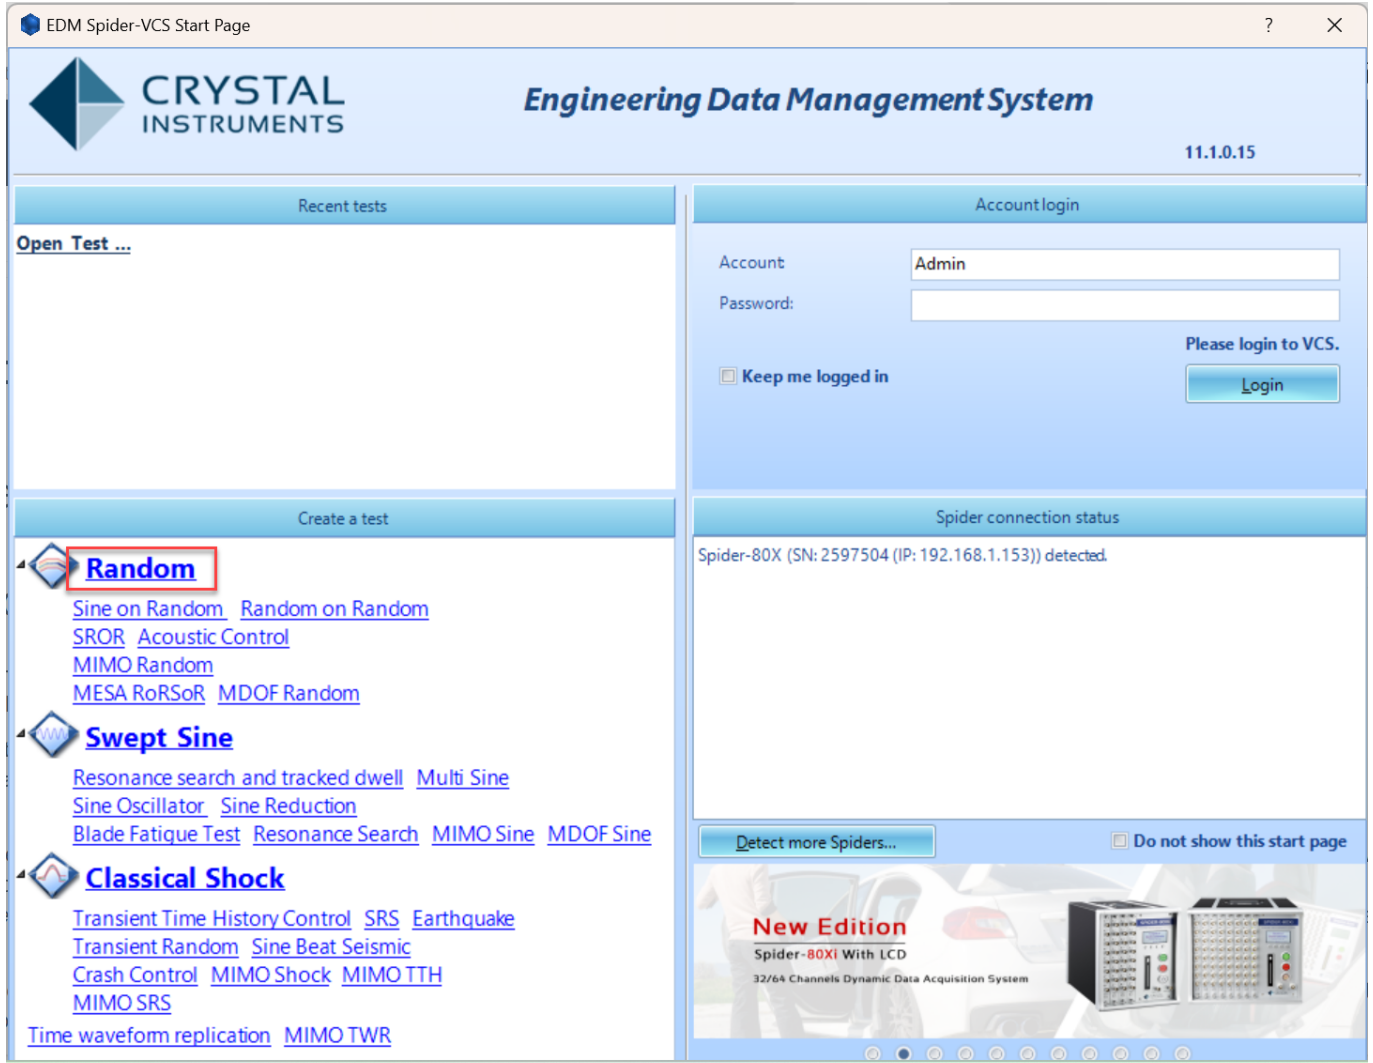 EDM Spider-VCS Start Page
?
CRYSTAL
INSTRUMENTS
Engineering Data Management System
11.1.0.15
Recent tests
Open Test ...
Account login
Account
Admin
Password:
Please login to VCS.
Keep me logged in
Login
Create a test
Random
Sine on Random Random on Random
SROR Acoustic Control
MIMO Random
MESA RoRSoR MDOF Random
Swept Sine
Resonance search and tracked dwell Multi Sine
Sine Oscillator Sine Reduction
Blade Fatigue Test Resonance Search MIMO Sine MDOF Sine
Classical Shock
Transient Time History Control SRS Earthquake
Transient Random Sine Beat Seismic
Crash Control MIMO Shock MIMO TTH
MIMO SRS
Time waveform replication MIMO TWR
Spider connection status
Spider-80X (SN: 2597504 (IP: 192.168.1.153)) detected.
Detect more Spiders...
Do not show this start page
New Edition
Spider-80Xi With LCD
32/64 Channels Dynamic Data Acquisition System